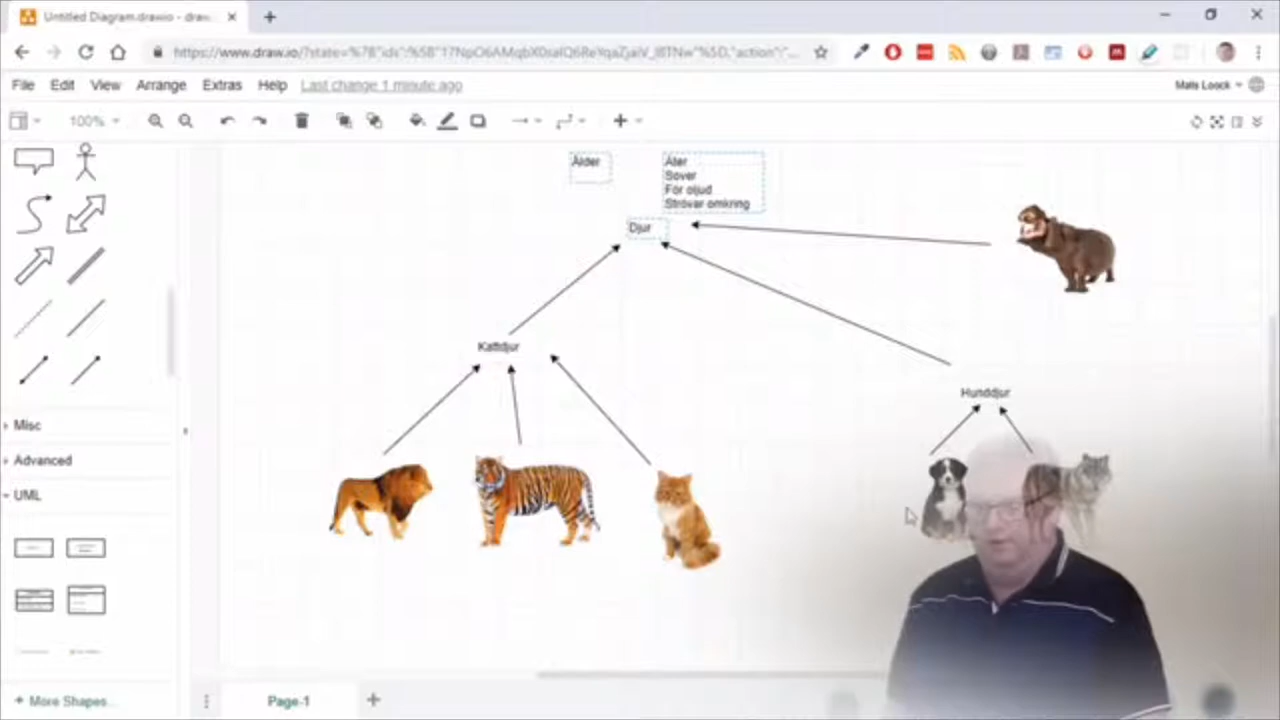 Untitled Diagram.drawio - draw.
File Edit View Arrange Extras Help Last change 1 minute ago
Mats Loock
100%
Ålder
Äter
Sover
För oljud
Strövar omkring
Djur
Kattdjur
Hunddjur
Misc
Advanced
UML
+ More Shapes...
Page-1